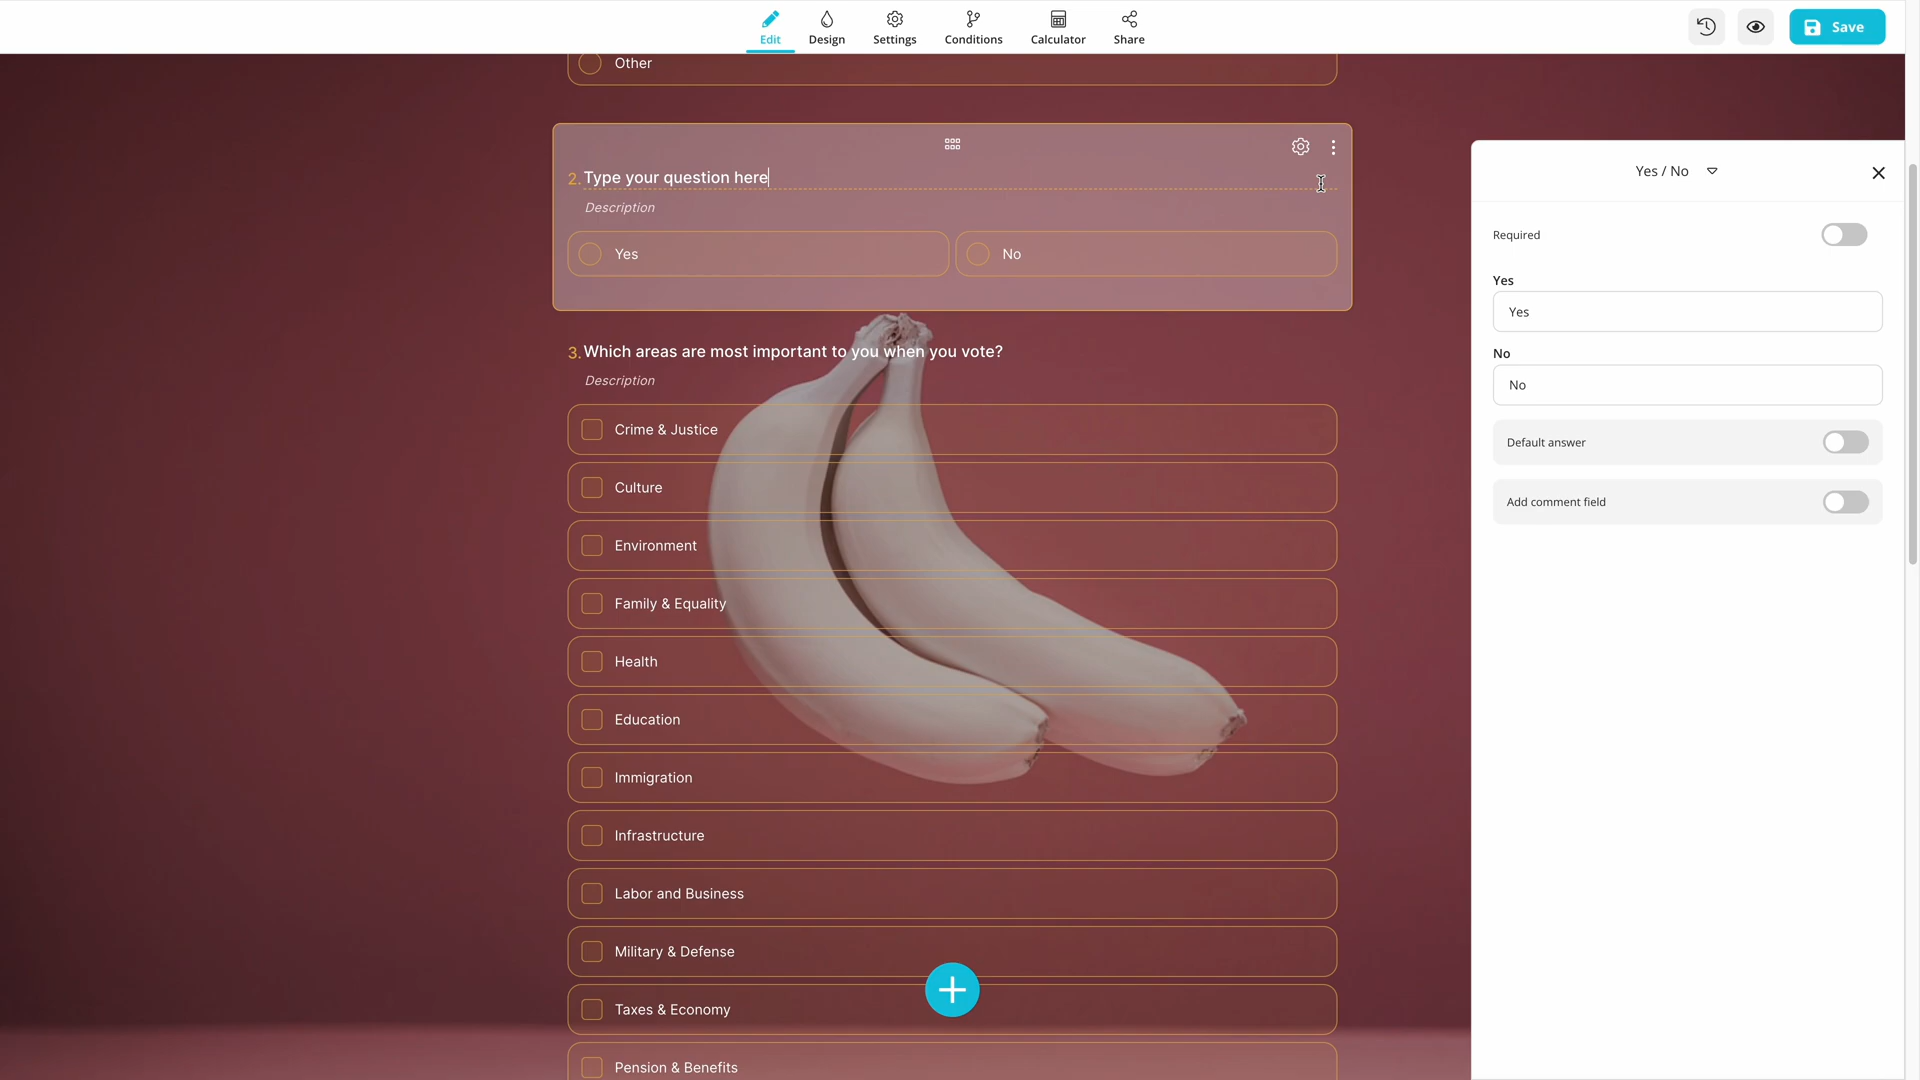 Edit
Design
Settings
Conditions
Calculator
Share
Save
Other
2. Type your question here
Description
Yes
No
3. Which areas are most important to you when you vote?
Description
Crime & Justice
Culture
Environment
Family & Equality
Health
Education
Immigration
Infrastructure
Labor and Business
Military & Defense
Taxes & Economy
Pension & Benefits
Yes / No
Required
Yes
Yes
No
No
Default answer
Add comment field